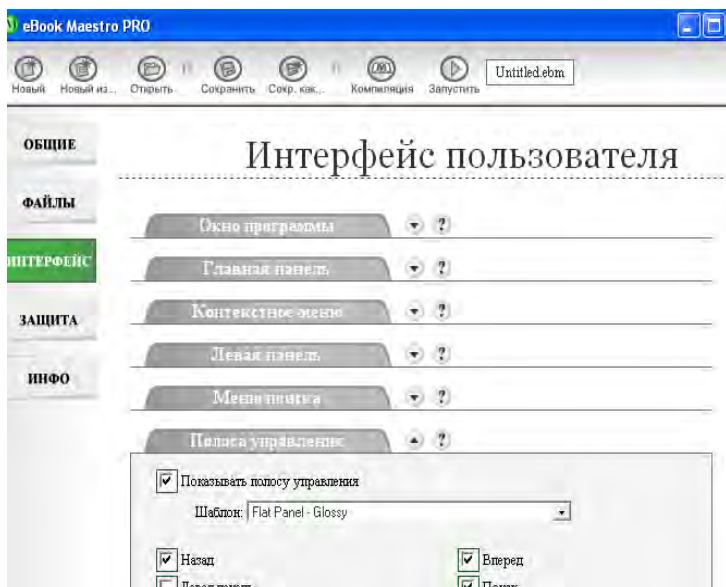 eBook Maestro PRO
Новый Новый из... Открыть Сохранить Сохр. как... Компиляция Запустить Untitled.ebm
ОБЩИЕ
Интерфейс пользователя
ФАЙЛЫ
Окно программы ?
ИНТЕРФЕЙС
Главная панель ?
Контекстное меню ?
ЗАЩИТА
Левая панель ?
ИНФО
Меню поиска ?
Полоса управления ?
Показывать полосу управления
Шаблон: Flat Panel - Glossy
Назад Вперед